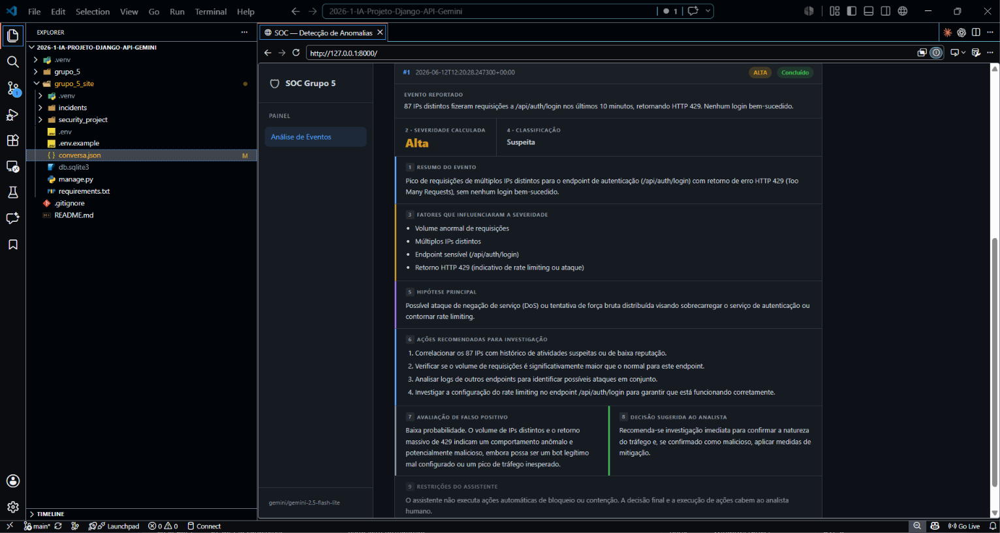 File Edit Selection View Go Run Terminal Help
2026-1-IA-Projeto-Django-API-Gemini
1
EXPLORER
2026-1-IA-PROJETO-DJANGO-API-GEMINI
.venv
grupo_5
grupo_5_site
.venv
incidents
security_project
.env
.env.example
conversa.json M
db.sqlite3
manage.py
requirements.txt
.gitignore
README.md
TIMELINE
SOC — Detecção de Anomalias
http://127.0.0.1:8000/
SOC Grupo 5
PAINEL
Análise de Eventos
gemini/gemini-2.5-flash-lite
#1 2026-06-12T12:20:28.247300+00:00 ALTA Concluído
EVENTO REPORTADO
87 IPs distintos fizeram requisições a /api/auth/login nos últimos 10 minutos, retornando HTTP 429. Nenhum login bem-sucedido.
2 · SEVERIDADE CALCULADA
Alta
4 · CLASSIFICAÇÃO
Suspeita
1 RESUMO DO EVENTO
Pico de requisições de múltiplos IPs distintos para o endpoint de autenticação (/api/auth/login) com retorno de erro HTTP 429 (Too
Many Requests), sem nenhum login bem-sucedido.
3 FATORES QUE INFLUENCIARAM A SEVERIDADE
• Volume anormal de requisições
• Múltiplos IPs distintos
• Endpoint sensível (/api/auth/login)
• Retorno HTTP 429 (indicativo de rate limiting ou ataque)
5 HIPÓTESE PRINCIPAL
Possível ataque de negação de serviço (DoS) ou tentativa de força bruta distribuída visando sobrecarregar o serviço de autenticação ou
contornar rate limiting.
6 AÇÕES RECOMENDADAS PARA INVESTIGAÇÃO
1. Correlacionar os 87 IPs com histórico de atividades suspeitas ou de baixa reputação.
2. Verificar se o volume de requisições é significativamente maior que o normal para este endpoint.
3. Analisar logs de outros endpoints para identificar possíveis ataques em conjunto.
4. Investigar a configuração do rate limiting no endpoint /api/auth/login para garantir que está funcionando corretamente.
7 AVALIAÇÃO DE FALSO POSITIVO
Baixa probabilidade. O volume de IPs distintos e o retorno
massivo de 429 indicam um comportamento anômalo e
potencialmente malicioso, embora possa ser um bot legítimo
mal configurado ou um pico de tráfego inesperado.
8 DECISÃO SUGERIDA AO ANALISTA
Recomenda-se investigação imediata para confirmar a natureza
do tráfego e, se confirmado como malicioso, aplicar medidas de
mitigação.
9 RESTRIÇÕES DO ASSISTENTE
O assistente não executa ações automáticas de bloqueio ou contenção. A decisão final e a execução de ações cabem ao analista
humano.
main* Launchpad 0 0 Connect Go Live